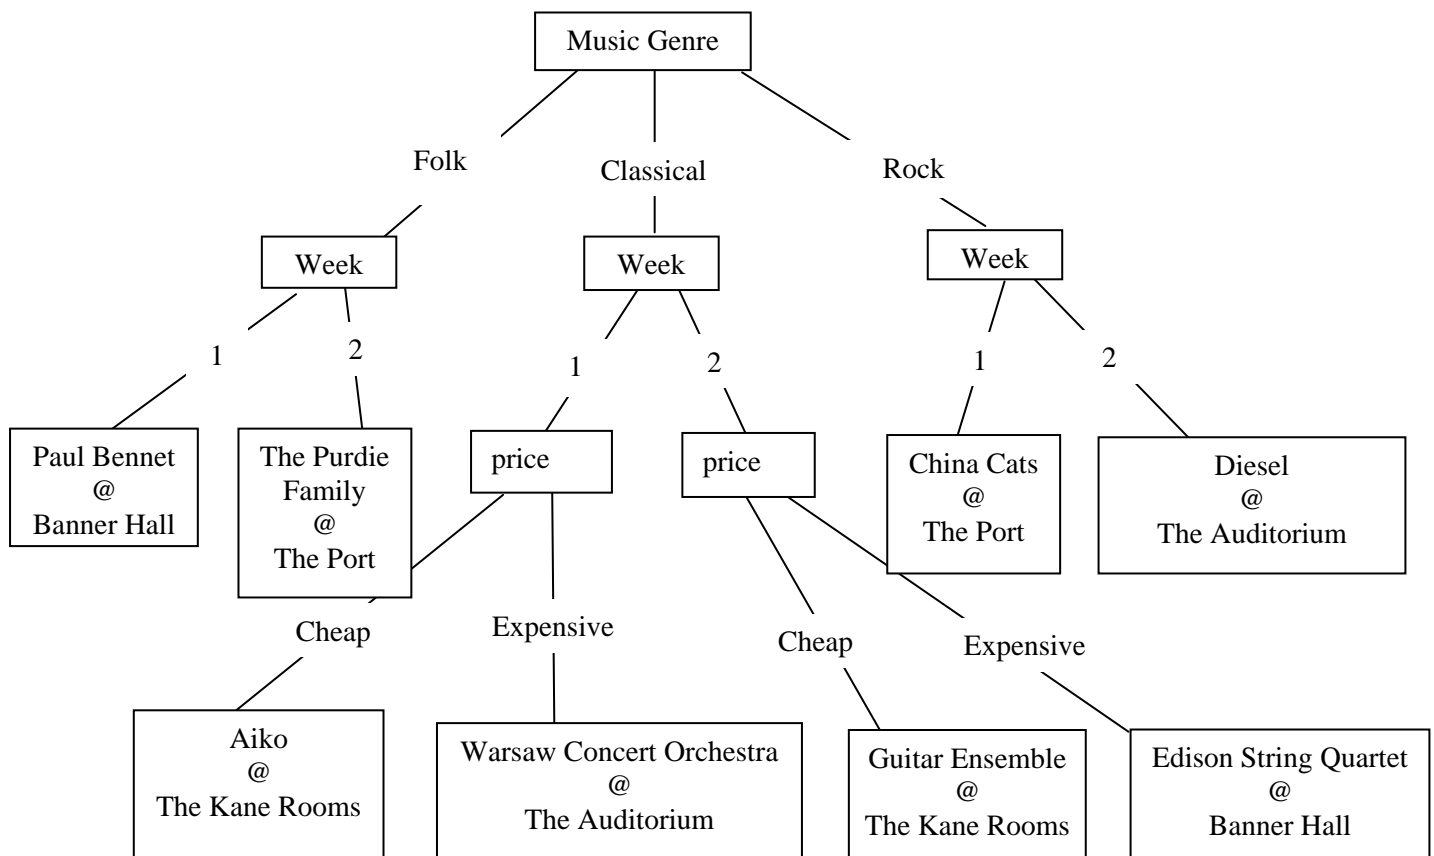 Music Genre
Folk
Classical
Rock
Week
Week
Week
1
2
1
2
1
2
Paul Bennet
@
Banner Hall
The Purdie
Family
@
The Port
price
price
China Cats
@
The Port
Diesel
@
The Auditorium
Cheap
Expensive
Cheap
Expensive
Aiko
@
The Kane Rooms
Warsaw Concert Orchestra
@
The Auditorium
Guitar Ensemble
@
The Kane Rooms
Edison String Quartet
@
Banner Hall